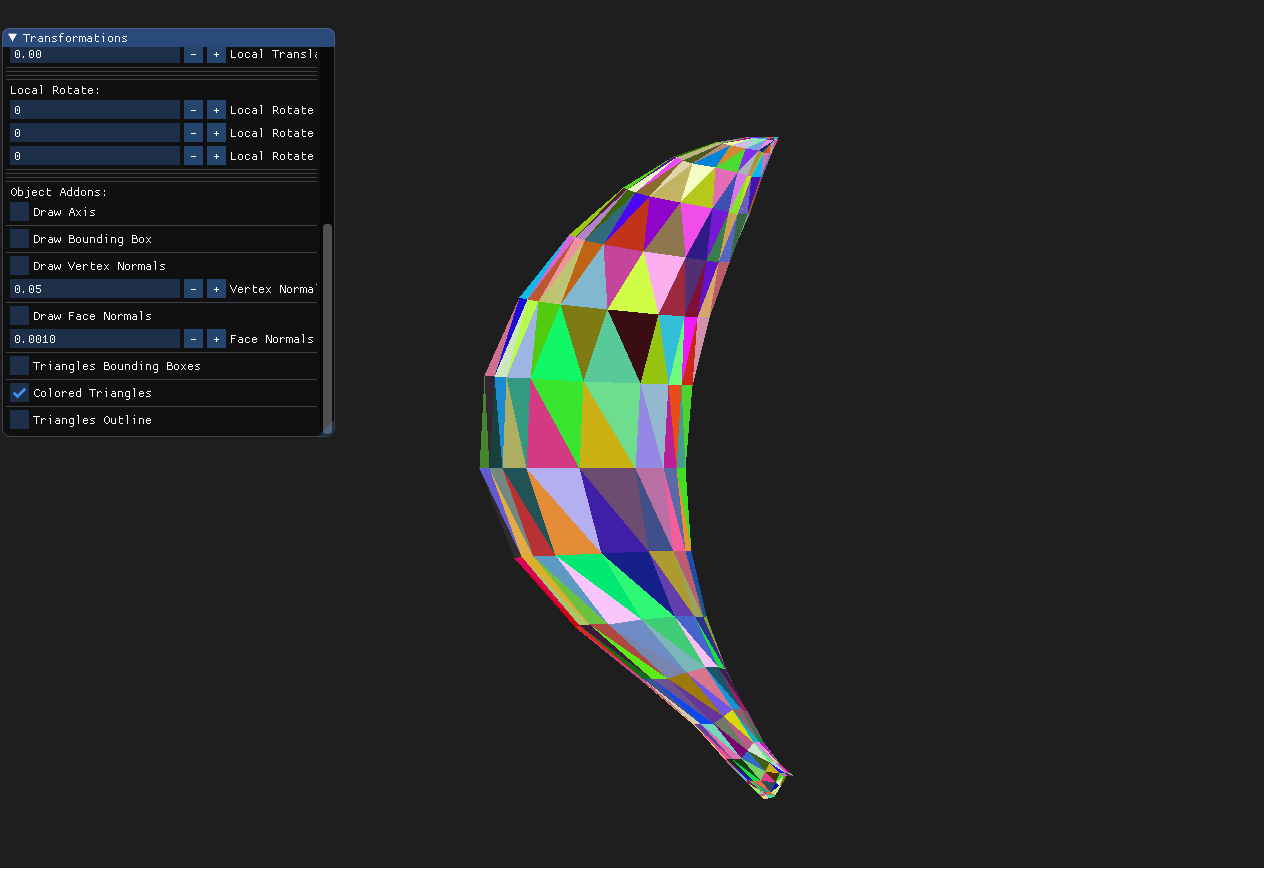 Transformations
0.00 - + Local Transla
Local Rotate:
0 - + Local Rotate
0 - + Local Rotate
0 - + Local Rotate
Object Addons:
Draw Axis
Draw Bounding Box
Draw Vertex Normals
0.05 - + Vertex Normal
Draw Face Normals
0.0010 - + Face Normals
Triangles Bounding Boxes
Colored Triangles
Triangles Outline